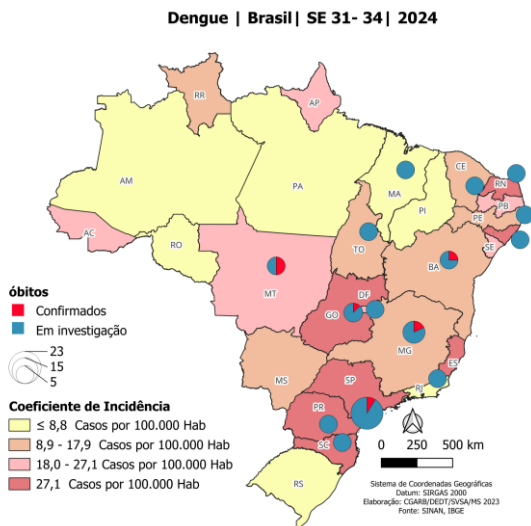 Dengue | Brasil| SE 31- 34| 2024
RR
AP
AM
PA
MA
CE
RN
PB
PI
PE
AC
RO
TO
SE
BA
MT
DF
GO
MG
ES
MS
SP
RJ
PR
SC
RS
óbitos
Confirmados
Em investigação
23
15
5
Coeficiente de Incidência
≤ 8,8 Casos por 100.000 Hab
8,9 - 17,9 Casos por 100.000 Hab
18,0 - 27,1 Casos por 100.000 Hab
27,1 Casos por 100.000 Hab
0 250 500 km
Sistema de Coordenadas Geográficas
Datum: SIRGAS 2000
Elaboração: CGARB/DEDT/SVSA/MS 2023
Fonte: SINAN, IBGE